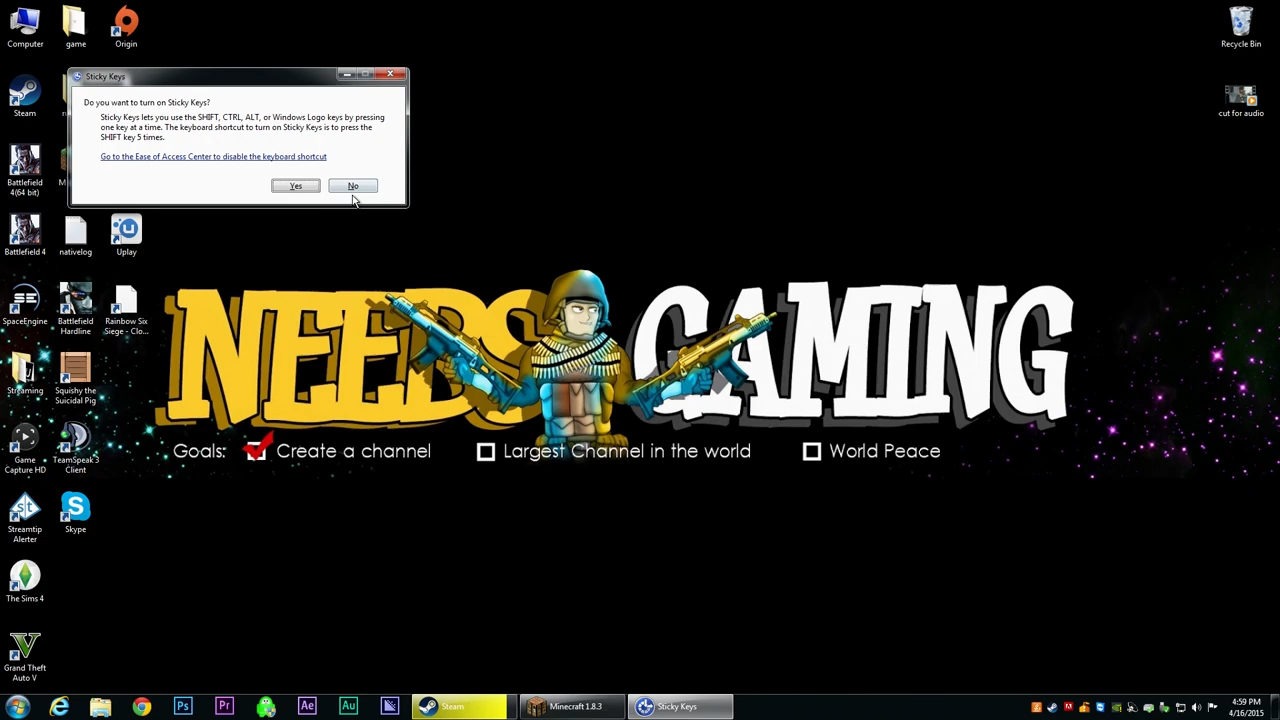 Computer
game
Origin
Recycle Bin
Sticky Keys
Do you want to turn on Sticky Keys?
Sticky Keys lets you use the SHIFT, CTRL, ALT, or Windows Logo keys by pressing
one key at a time. The keyboard shortcut to turn on Sticky Keys is to press the
SHIFT key 5 times.
Go to the Ease of Access Center to disable the keyboard shortcut
Yes
No
Steam
cut for audio
Battlefield
4(64 bit)
Battlefield 4
nativelog
Uplay
SpaceEngine
Battlefield
Hardline
Rainbow Six
Siege - Clo...
NEEBS GAMING
Streaming
Squishy the
Suicidal Pig
Goals:
Create a channel
Largest Channel in the world
World Peace
Game
Capture HD
TeamSpeak 3
Client
Streamtip
Alerter
Skype
The Sims 4
Grand Theft
Auto V
Ps
Pr
Ae
Au
Steam
Minecraft 1.8.3
Sticky Keys
4:59 PM
4/16/2015